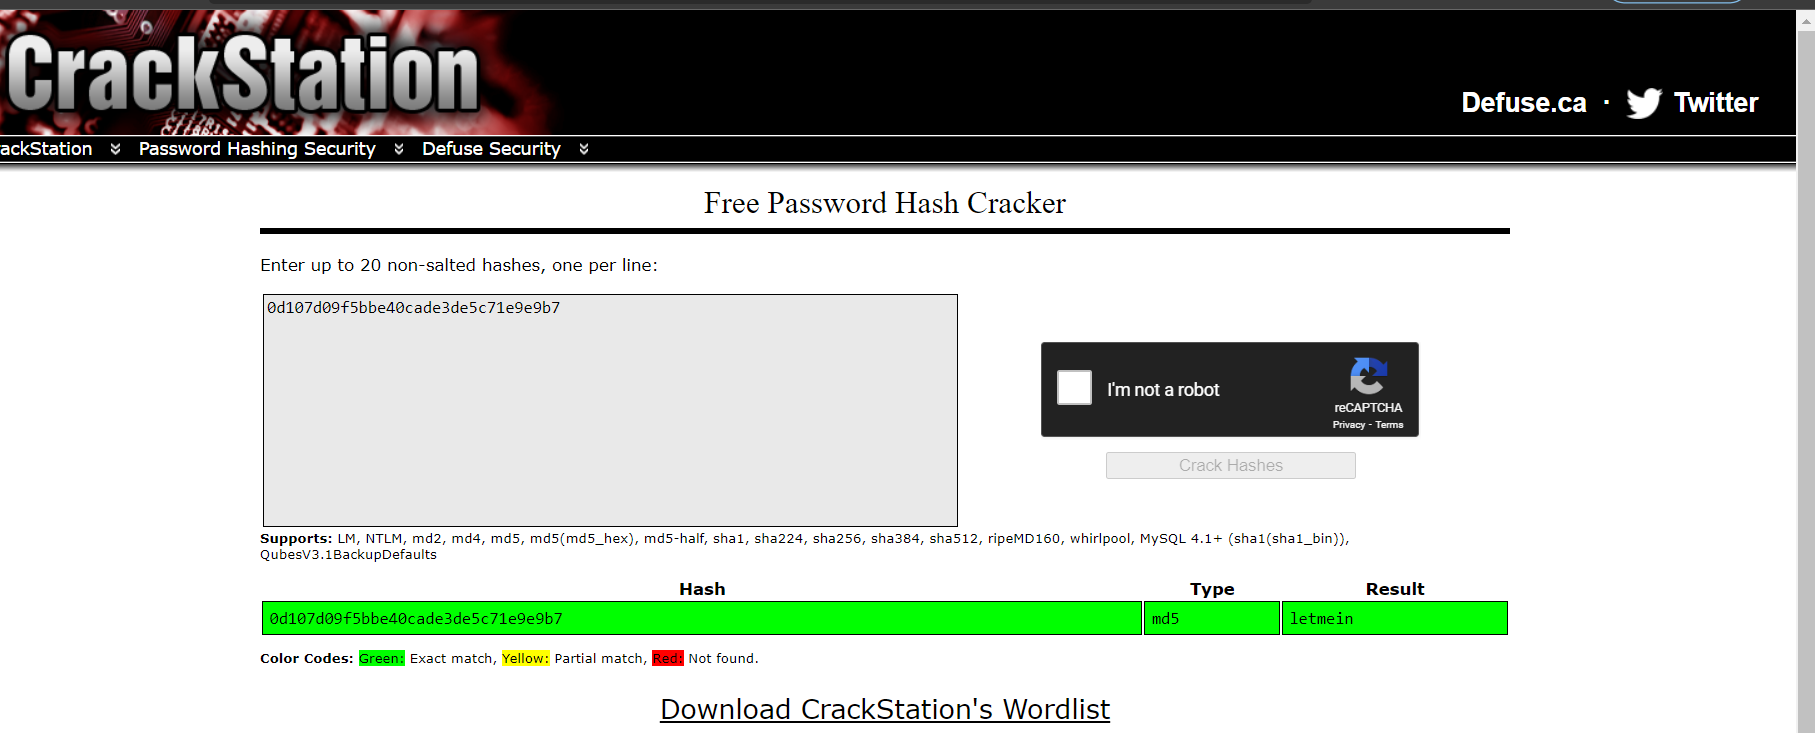 CrackStation
Defuse.ca · Twitter
ackStation Password Hashing Security Defuse Security
Free Password Hash Cracker
Enter up to 20 non-salted hashes, one per line:
0d107d09f5bbe40cade3de5c71e9e9b7
I'm not a robot
reCAPTCHA
Privacy - Terms
Crack Hashes
Supports: LM, NTLM, md2, md4, md5, md5(md5_hex), md5-half, sha1, sha224, sha256, sha384, sha512, ripeMD160, whirlpool, MySQL 4.1+ (sha1(sha1_bin)),
QubesV3.1BackupDefaults
Hash Type Result
0d107d09f5bbe40cade3de5c71e9e9b7 md5 letmein
Color Codes: Green: Exact match, Yellow: Partial match, Red: Not found.
Download CrackStation's Wordlist